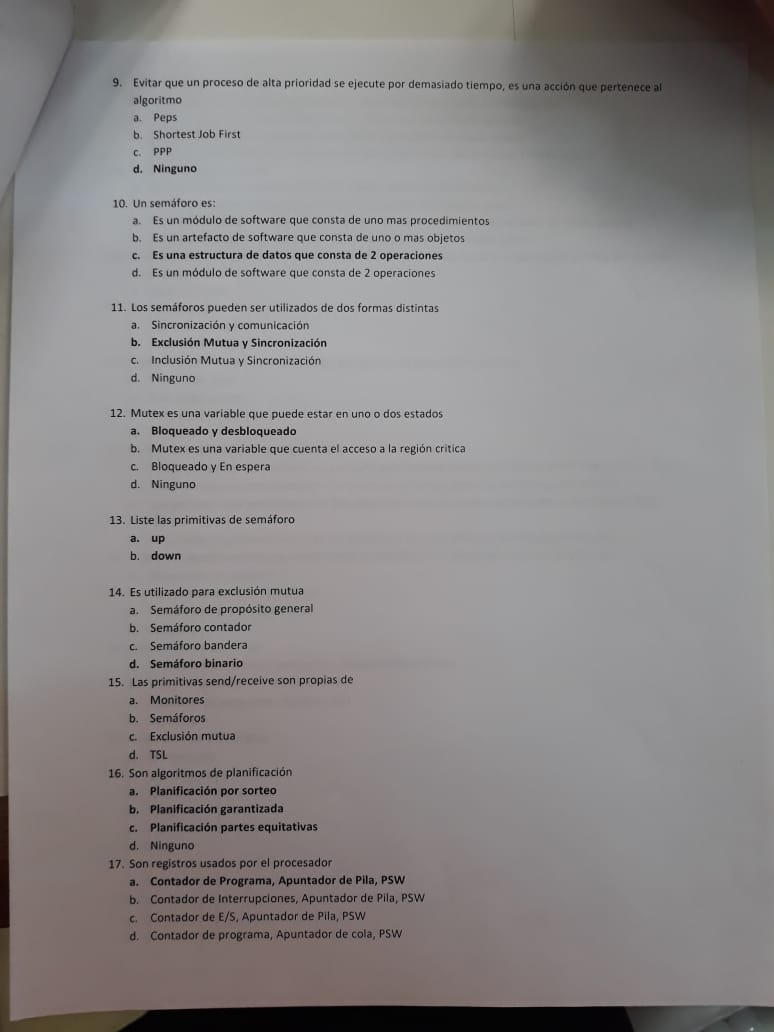 9. Evitar que un proceso de alta prioridad se ejecute por demasiado tiempo, es una acción que pertenece al
algoritmo
a. Peps
b. Shortest Job First
c. PPP
d. Ninguno
10. Un semáforo es:
a. Es un módulo de software que consta de uno mas procedimientos
b. Es un artefacto de software que consta de uno o mas objetos
c. Es una estructura de datos que consta de 2 operaciones
d. Es un módulo de software que consta de 2 operaciones
11. Los semáforos pueden ser utilizados de dos formas distintas
a. Sincronización y comunicación
b. Exclusión Mutua y Sincronización
c. Inclusión Mutua y Sincronización
d. Ninguno
12. Mutex es una variable que puede estar en uno o dos estados
a. Bloqueado y desbloqueado
b. Mutex es una variable que cuenta el acceso a la región critica
c. Bloqueado y En espera
d. Ninguno
13. Liste las primitivas de semáforo
a. up
b. down
14. Es utilizado para exclusión mutua
a. Semáforo de propósito general
b. Semáforo contador
c. Semáforo bandera
d. Semáforo binario
15. Las primitivas send/receive son propias de
a. Monitores
b. Semáforos
c. Exclusión mutua
d. TSL
16. Son algoritmos de planificación
a. Planificación por sorteo
b. Planificación garantizada
c. Planificación partes equitativas
d. Ninguno
17. Son registros usados por el procesador
a. Contador de Programa, Apuntador de Pila, PSW
b. Contador de Interrupciones, Apuntador de Pila, PSW
c. Contador de E/S, Apuntador de Pila, PSW
d. Contador de programa, Apuntador de cola, PSW